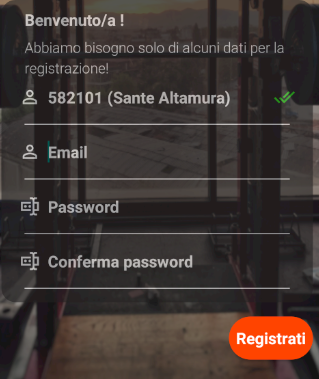 Benvenuto/a !
Abbiamo bisogno solo di alcuni dati per la
registrazione!
582101 (Sante Altamura)
Email
Password
Conferma password
Registrati